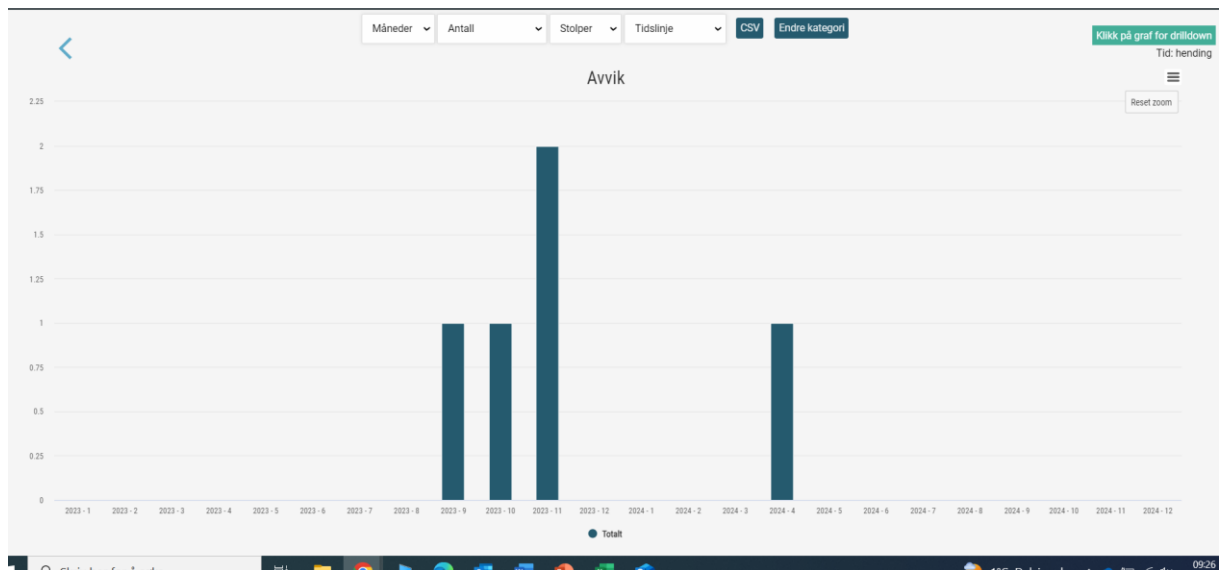 Måneder Antall Stolper Tidslinje CSV Endre kategori
Klikk på graf for drilldown
Tid: hending
Avvik
Reset zoom
2.25
2
1.75
1.5
1.25
1
0.75
0.5
0.25
0
2023 - 1 2023 - 2 2023 - 3 2023 - 4 2023 - 5 2023 - 6 2023 - 7 2023 - 8 2023 - 9 2023 - 10 2023 - 11 2023 - 12 2024 - 1 2024 - 2 2024 - 3 2024 - 4 2024 - 5 2024 - 6 2024 - 7 2024 - 8 2024 - 9 2024 - 10 2024 - 11 2024 - 12
Totalt
09:26